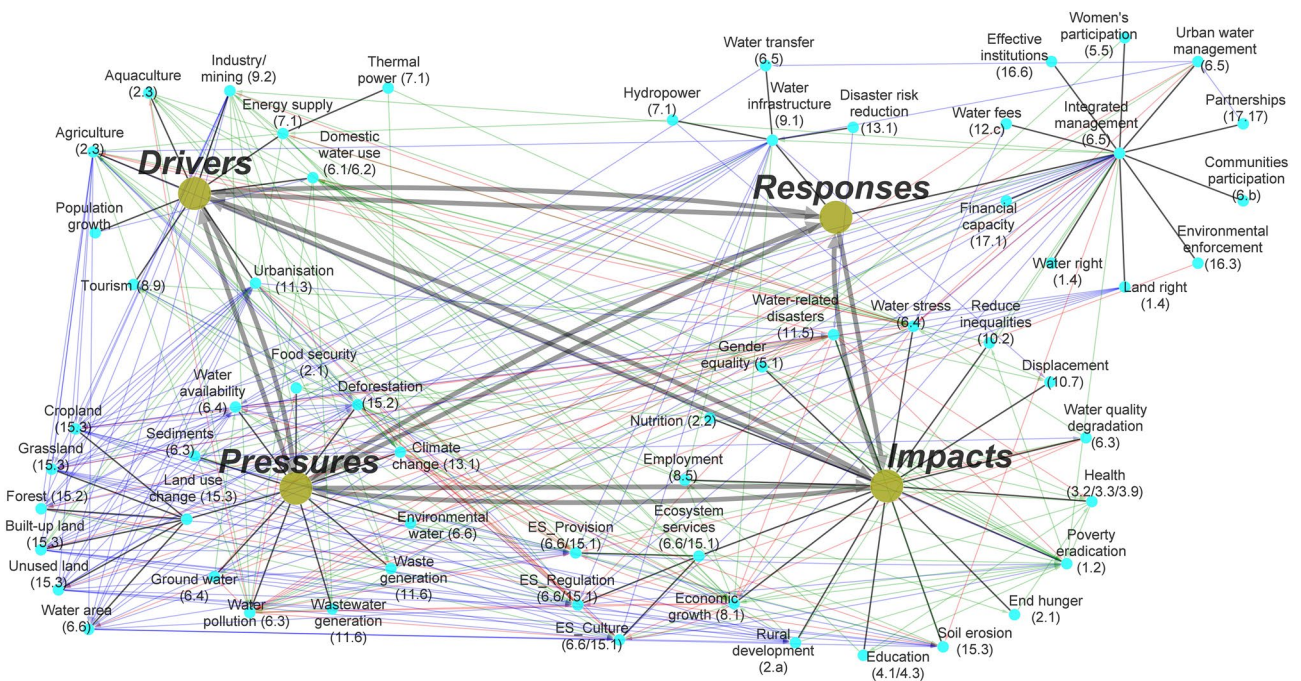 Aquaculture
(2.3)
Industry/
mining (9.2)
Thermal
power (7.1)
Energy supply
(7.1)
Agriculture
(2.3)
Domestic
water use
(6.1/6.2)
Drivers
Population
growth
Tourism (8.9)
Urbanisation
(11.3)
Water transfer
(6.5)
Hydropower
(7.1)
Water
infrastructure
(9.1)
Disaster risk
reduction
(13.1)
Responses
Effective
institutions
(16.6)
Women's
participation
(5.5)
Urban water
management
(6.5)
Water fees
(12.c)
Integrated
management
(6.5)
Partnerships
(17,17)
Communities
participation
(6.b)
Financial
capacity
(17.1)
Environmental
enforcement
(16.3)
Water right
(1.4)
Land right
(1.4)
Water-related
disasters
(11.5)
Water stress
(6.4)
Reduce
inequalities
(10.2)
Gender
equality (5.1)
Displacement
(10.7)
Nutrition (2.2)
Water quality
degradation
(6.3)
Employment
(8.5)
Impacts
Health
(3.2/3.3/3.9)
Ecosystem
services
(6.6/15.1)
Poverty
eradication
(1.2)
ES_Provision
(6.6/15.1)
ES_Regulation
(6.6/15.1)
ES_Culture
(6.6/15.1)
Economic
growth (8.1)
Rural
development
(2.a)
Education
(4.1/4.3)
Soil erosion
(15.3)
End hunger
(2.1)
Food security
(2.1)
Water
availability
(6.4)
Deforestation
(15.2)
Cropland
(15.3)
Sediments
(6.3)
Climate
change (13.1)
Pressures
Grassland
(15.3)
Land use
change (15.3)
Forest (15.2)
Built-up land
(15.3)
Unused land
(15.3)
Water area
(6.6)
Environmental
water (6.6)
Ground water
(6.4)
Waste
generation
(11.6)
Water
pollution (6.3)
Wastewater
generation
(11.6)